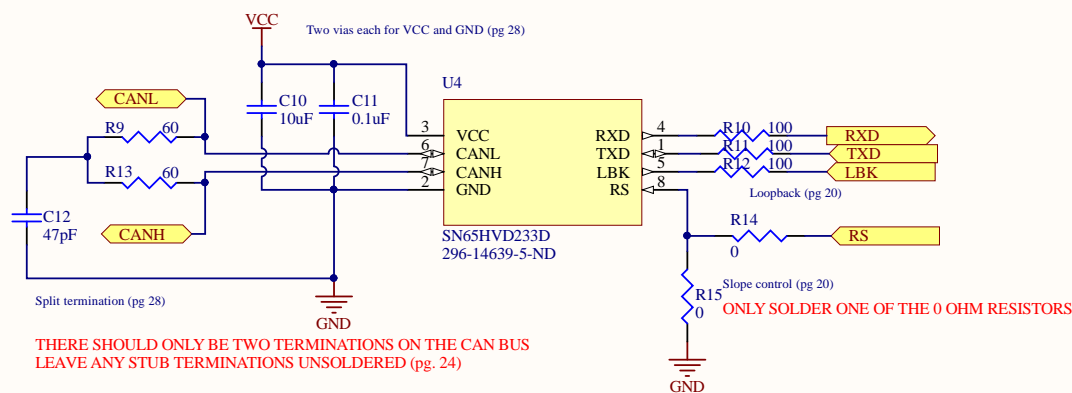 VCC
Two vias each for VCC and GND (pg 28)
U4
CANL
C10
10uF
C11
0.1uF
R9
60
R13
60
3
VCC
6
CANL
7
CANH
2
GND
RXD
4
TXD
1
LBK
5
RS
8
R10
100
RXD
R11
100
TXD
R12
100
LBK
Loopback (pg 20)
C12
47pF
CANH
SN65HVD233D
296-14639-5-ND
R14
0
RS
Split termination (pg 28)
GND
R15
0
Slope control (pg 20)
ONLY SOLDER ONE OF THE 0 OHM RESISTORS
THERE SHOULD ONLY BE TWO TERMINATIONS ON THE CAN BUS
LEAVE ANY STUB TERMINATIONS UNSOLDERED (pg. 24)
GND